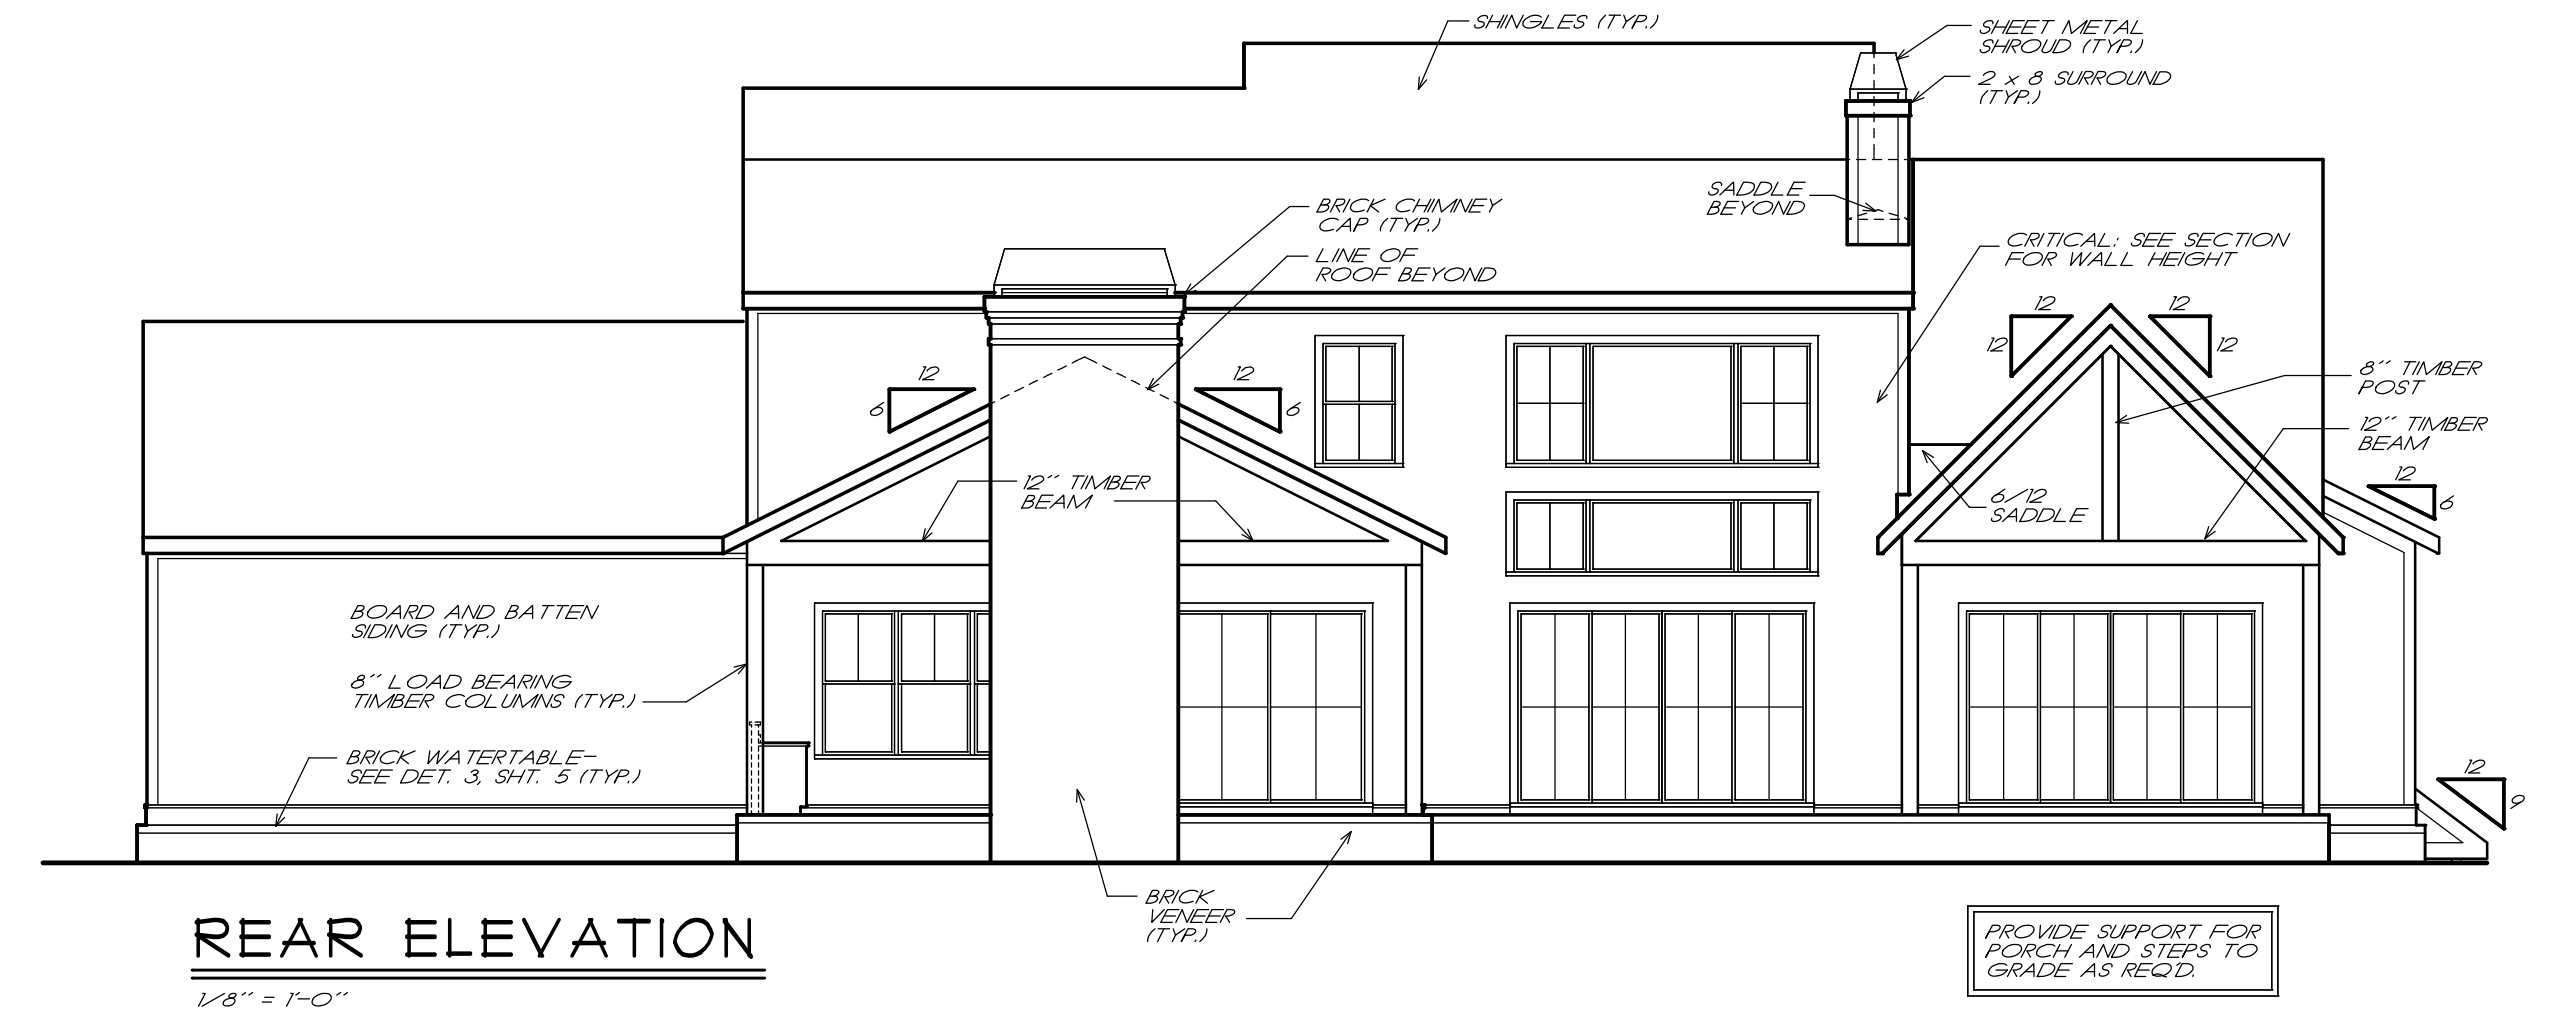 SHINGLES (TYP.)
SHEET METAL
SHROUD (TYP.)
2 x 8 SURROUND
(TYP.)
SADDLE
BEYOND
BRICK CHIMNEY
CAP (TYP.)
LINE OF
ROOF BEYOND
CRITICAL: SEE SECTION
FOR WALL HEIGHT
12
12
12
12
8" TIMBER
POST
12" TIMBER
BEAM
12
6
12
6
12
6
12" TIMBER
BEAM
6/12
SADDLE
BOARD AND BATTEN
SIDING (TYP.)
8" LOAD BEARING
TIMBER COLUMNS (TYP.)
BRICK WATERTABLE-
SEE DET. 3, SHT. 5 (TYP.)
12
9
BRICK
VENEER
(TYP.)
REAR ELEVATION
1/8" = 1'-0"
PROVIDE SUPPORT FOR
PORCH AND STEPS TO
GRADE AS REQ'D.